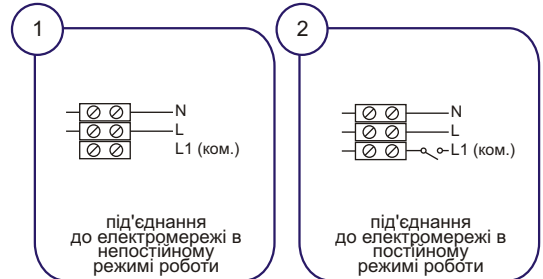 1
N
L
L1 (ком.)
під'єднання
до електромережі в
непостійному
режимі роботи
2
N
L
L1 (ком.)
під'єднання
до електромережі в
постійному
режимі роботи